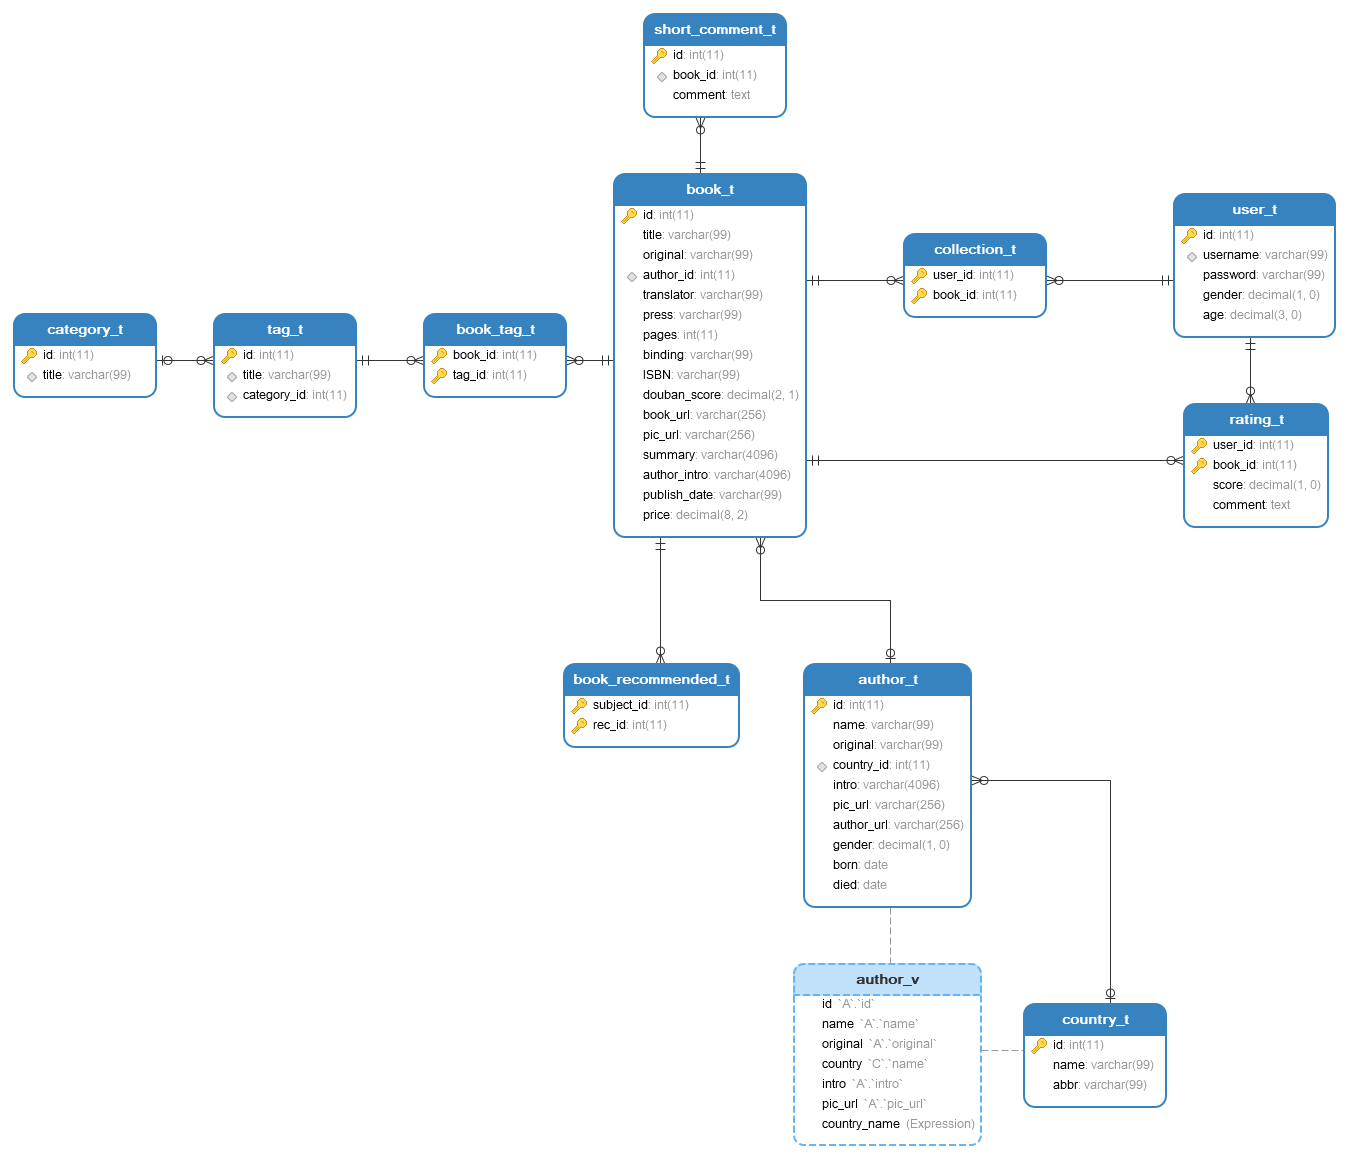 short_comment_t
id: int(11)
book_id: int(11)
comment: text
book_t
id: int(11)
title: varchar(99)
original: varchar(99)
author_id: int(11)
translator: varchar(99)
press: varchar(99)
pages: int(11)
binding: varchar(99)
ISBN: varchar(99)
douban_score: decimal(2, 1)
book_url: varchar(256)
pic_url: varchar(256)
summary: varchar(4096)
author_intro: varchar(4096)
publish_date: varchar(99)
price: decimal(8, 2)
collection_t
user_id: int(11)
book_id: int(11)
user_t
id: int(11)
username: varchar(99)
password: varchar(99)
gender: decimal(1, 0)
age: decimal(3, 0)
category_t
id: int(11)
title: varchar(99)
tag_t
id: int(11)
title: varchar(99)
category_id: int(11)
book_tag_t
book_id: int(11)
tag_id: int(11)
rating_t
user_id: int(11)
book_id: int(11)
score: decimal(1, 0)
comment: text
book_recommended_t
subject_id: int(11)
rec_id: int(11)
author_t
id: int(11)
name: varchar(99)
original: varchar(99)
country_id: int(11)
intro: varchar(4096)
pic_url: varchar(256)
author_url: varchar(256)
gender: decimal(1, 0)
born: date
died: date
author_v
id `A`.`id`
name `A`.`name`
original `A`.`original`
country `C`.`name`
intro `A`.`intro`
pic_url `A`.`pic_url`
country_name (Expression)
country_t
id: int(11)
name: varchar(99)
abbr: varchar(99)